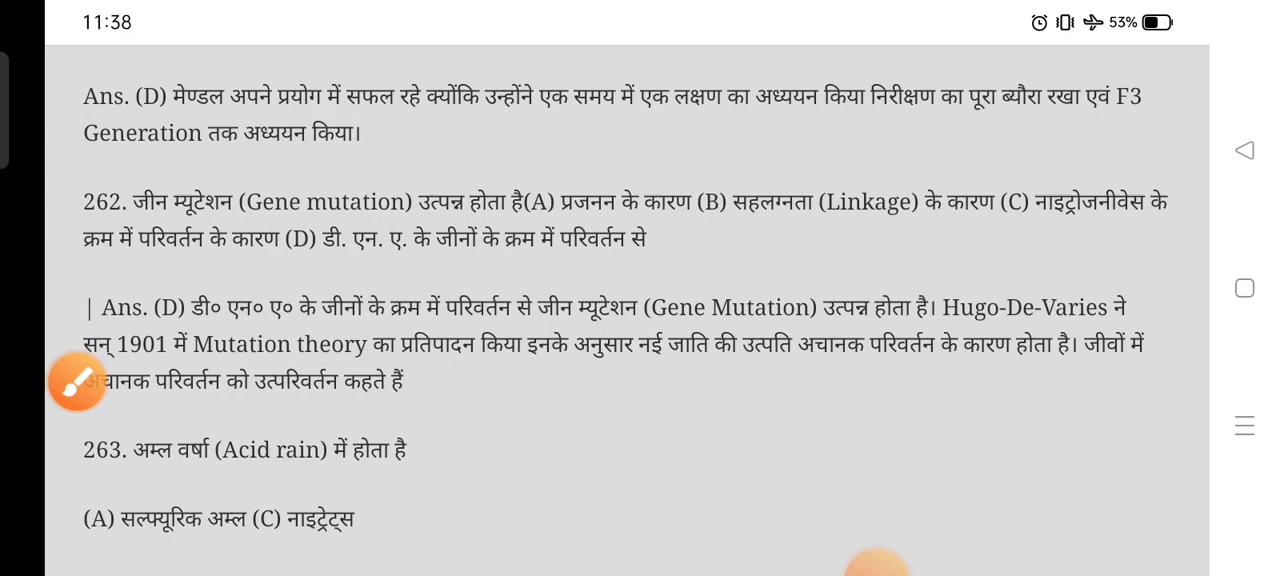 11:38
53%
Ans. (D) मेण्डल अपने प्रयोग में सफल रहे क्योंकि उन्होंने एक समय में एक लक्षण का अध्ययन किया निरीक्षण का पूरा ब्यौरा रखा एवं F3
Generation तक अध्ययन किया।
262. जीन म्यूटेशन (Gene mutation) उत्पन्न होता है(A) प्रजनन के कारण (B) सहलग्नता (Linkage) के कारण (C) नाइट्रोजनीवेस के
क्रम में परिवर्तन के कारण (D) डी. एन. ए. के जीनों के क्रम में परिवर्तन से
| Ans. (D) डी० एन० ए० के जीनों के क्रम में परिवर्तन से जीन म्यूटेशन (Gene Mutation) उत्पन्न होता है। Hugo-De-Varies ने
सन् 1901 में Mutation theory का प्रतिपादन किया इनके अनुसार नई जाति की उत्पति अचानक परिवर्तन के कारण होता है। जीवों में
अचानक परिवर्तन को उत्परिवर्तन कहते हैं
263. अम्ल वर्षा (Acid rain) में होता है
(A) सल्फ्यूरिक अम्ल (C) नाइट्रेट्स